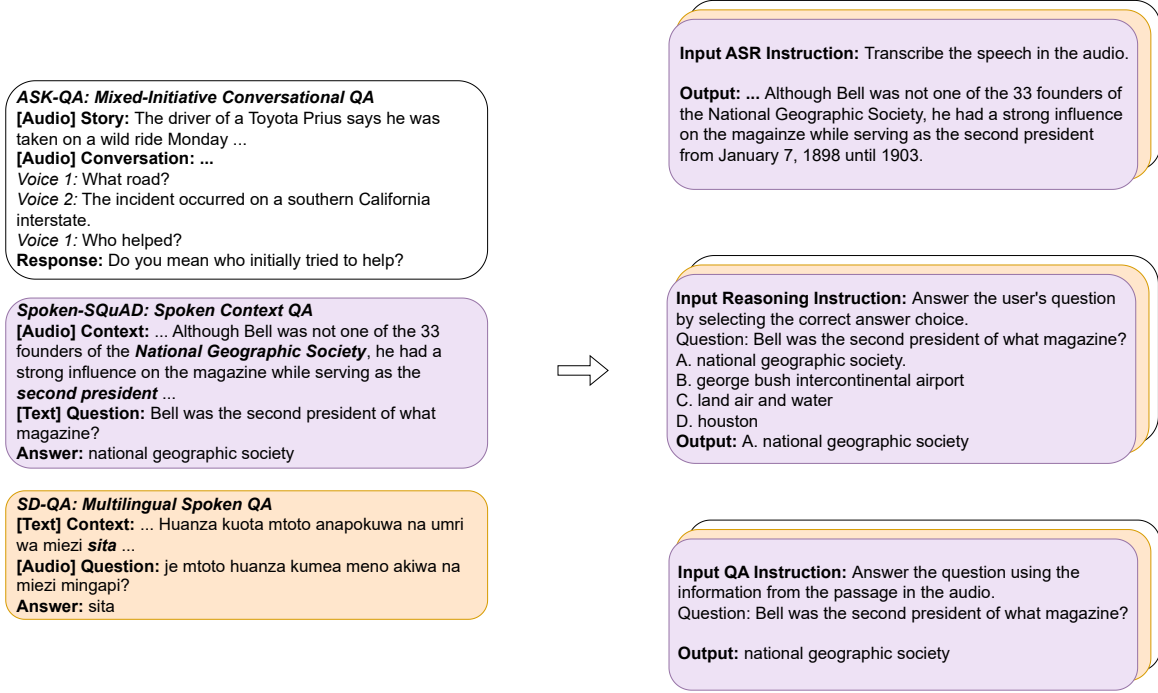 ASK-QA: Mixed-Initiative Conversational QA
[Audio] Story: The driver of a Toyota Prius says he was
taken on a wild ride Monday ...
[Audio] Conversation: ...
Voice 1: What road?
Voice 2: The incident occurred on a southern California
interstate.
Voice 1: Who helped?
Response: Do you mean who initially tried to help?
Spoken-SQuAD: Spoken Context QA
[Audio] Context: ... Although Bell was not one of the 33
founders of the National Geographic Society, he had a
strong influence on the magazine while serving as the
second president ...
[Text] Question: Bell was the second president of what
magazine?
Answer: national geographic society
SD-QA: Multilingual Spoken QA
[Text] Context: ... Huanza kuota mtoto anapokuwa na umri
wa miezi sita ...
[Audio] Question: je mtoto huanza kumea meno akiwa na
miezi mingapi?
Answer: sita
Input ASR Instruction: Transcribe the speech in the audio.
Output: ... Although Bell was not one of the 33 founders of
the National Geographic Society, he had a strong influence
on the magainze while serving as the second president
from January 7, 1898 until 1903.
Input Reasoning Instruction: Answer the user's question
by selecting the correct answer choice.
Question: Bell was the second president of what magazine?
A. national geographic society.
B. george bush intercontinental airport
C. land air and water
D. houston
Output: A. national geographic society
Input QA Instruction: Answer the question using the
information from the passage in the audio.
Question: Bell was the second president of what magazine?
Output: national geographic society